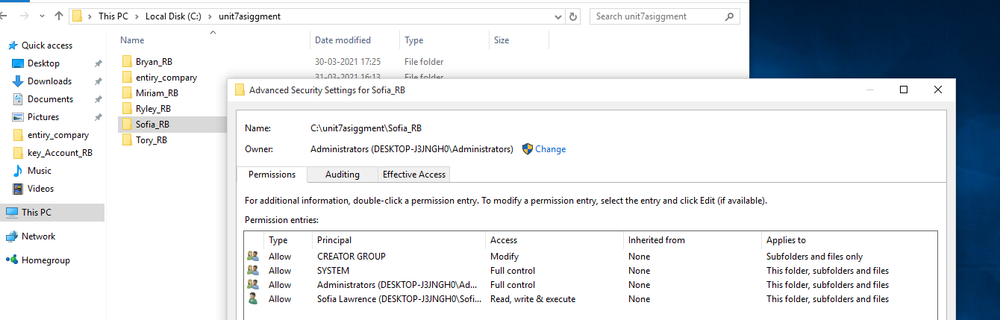 This PC > Local Disk (C:) > unit7asiggment
Search unit7asiggment
Name Date modified Type Size
Quick access
Desktop
Downloads
Documents
Pictures
entiry_compary
key_Account_RB
Music
Videos
This PC
Network
Homegroup
Bryan_RB 30-03-2021 17:25 File folder
entiry_compary 31-03-2021 16:13 File folder
Miriam_RB
Ryley_RB
Sofia_RB
Tory_RB
Advanced Security Settings for Sofia_RB
Name: C:\unit7asiggment\Sofia_RB
Owner: Administrators (DESKTOP-J3JNGH0\Administrators) Change
Permissions Auditing Effective Access
For additional information, double-click a permission entry. To modify a permission entry, select the entry and click Edit (if available).
Permission entries:
Type Principal Access Inherited from Applies to
Allow CREATOR GROUP Modify None Subfolders and files only
Allow SYSTEM Full control None This folder, subfolders and files
Allow Administrators (DESKTOP-J3JNGH0\Ad... Full control None This folder, subfolders and files
Allow Sofia Lawrence (DESKTOP-J3JNGH0\Sofi... Read, write & execute None This folder, subfolders and files